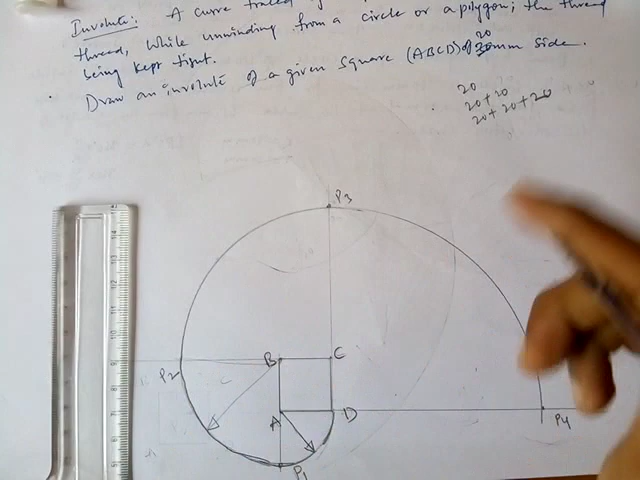 Involute: A curve traced
thread, while unwinding from a circle or a polygon; the thread
being kept tight.
20
Draw an involute of a given square (ABCD) of mm side.
20
20+20
20+20+20
P3
B
C
P2
A
D
P4
P1